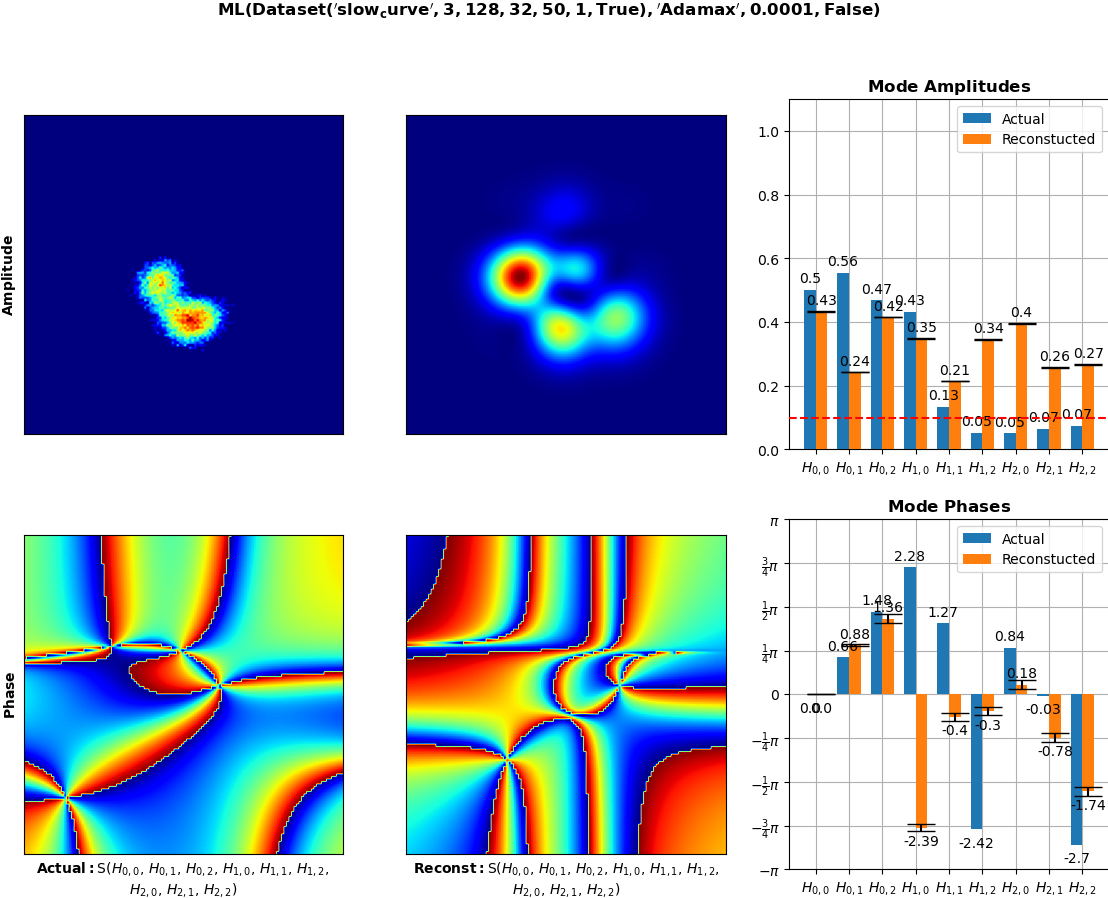 ML(Dataset('slow_curve', 3, 128, 32, 50, 1, True), 'Adamax', 0.0001, False)
Amplitude
Mode Amplitudes
Actual
Reconstucted
1.0
0.8
0.6
0.4
0.2
0.0
0.5
0.43
0.56
0.24
0.47
0.42
0.43
0.35
0.13
0.21
0.05
0.34
0.05
0.4
0.07
0.26
0.07
0.27
H0,0 H0,1 H0,2 H1,0 H1,1 H1,2 H2,0 H2,1 H2,2
Phase
Actual: S(H0,0, H0,1, H0,2, H1,0, H1,1, H1,2,
H2,0, H2,1, H2,2)
Reconst: S(H0,0, H0,1, H0,2, H1,0, H1,1, H1,2,
H2,0, H2,1, H2,2)
Mode Phases
Actual
Reconstucted
π
3/4π
1/2π
1/4π
0
−1/4π
−1/2π
−3/4π
−π
0.0
0.0
0.66
0.88
1.48
1.36
2.28
-2.39
1.27
-0.4
-2.42
-0.3
0.84
0.18
-0.03
-0.78
-2.7
-1.74
H0,0 H0,1 H0,2 H1,0 H1,1 H1,2 H2,0 H2,1 H2,2